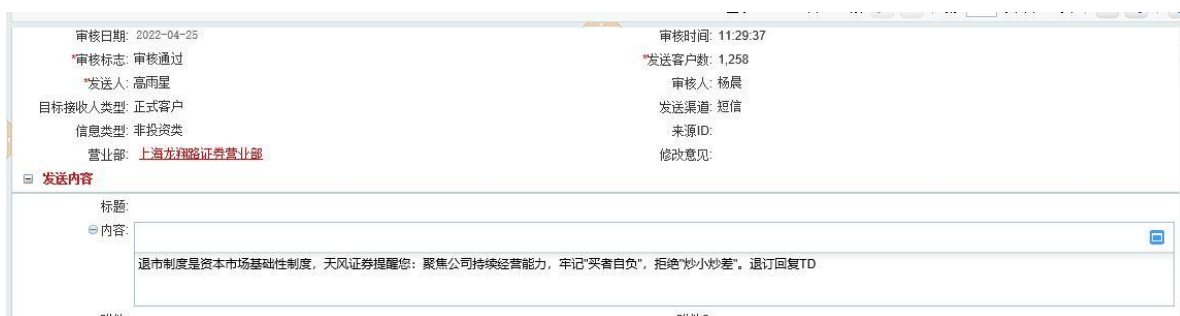 审核日期: 2022-04-25 审核时间: 11:29:37
*审核标志: 审核通过 *发送客户数: 1,258
*发送人: 高雨星 审核人: 杨晨
目标接收人类型: 正式客户 发送渠道: 短信
信息类型: 非投资类 来源ID:
营业部: 上海龙翔路证券营业部 修改意见:
发送内容
标题:
内容:
退市制度是资本市场基础性制度，天风证券提醒您：聚焦公司持续经营能力，牢记"买者自负"，拒绝"炒小炒差"。退订回复TD